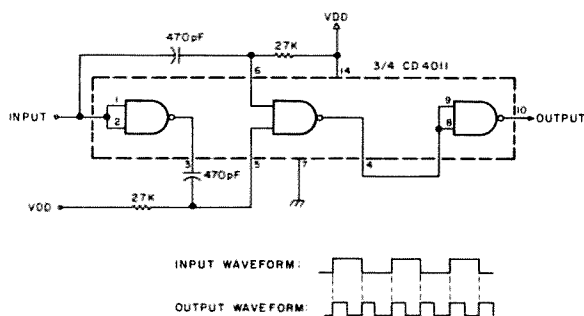 470pF
VDD
27K
3/4 CD4011
6
14
INPUT
1
2
9
8
10
OUTPUT
3
5
7
4
470pF
27K
VDD
INPUT WAVEFORM:
OUTPUT WAVEFORM: